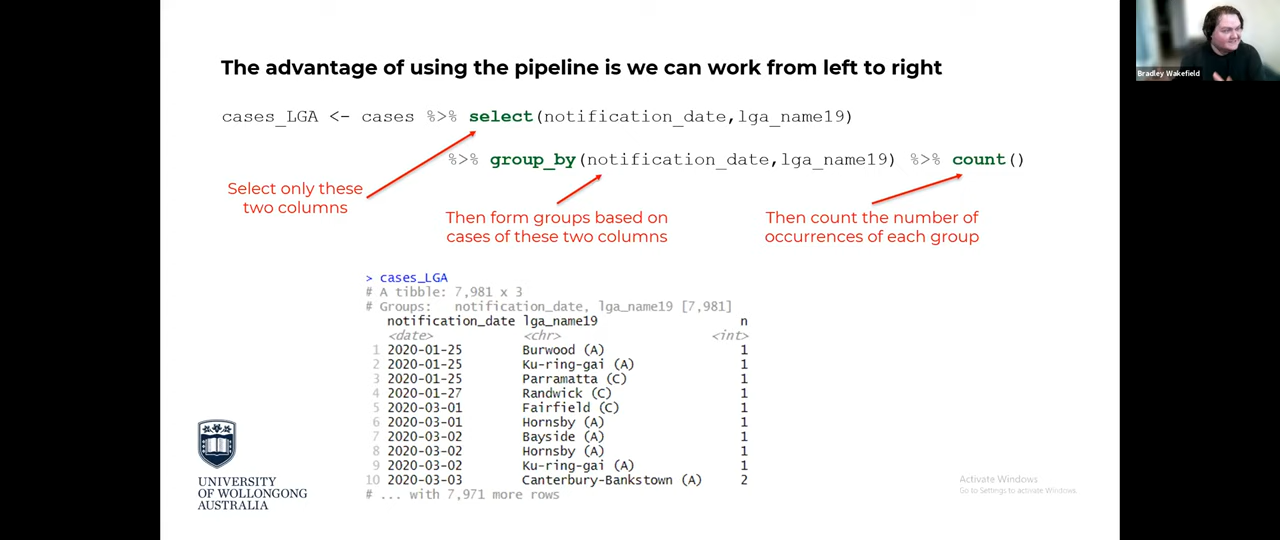 The advantage of using the pipeline is we can work from left to right
Bradley Wakefield
cases_LGA <- cases %>% select(notification_date,lga_name19)
%>% group_by(notification_date,lga_name19) %>% count()
Select only these
two columns
Then form groups based on
cases of these two columns
Then count the number of
occurrences of each group
> cases_LGA
# A tibble: 7,981 x 3
# Groups: notification_date, lga_name19 [7,981]
notification_date lga_name19 n
<date> <chr> <int>
1 2020-01-25 Burwood (A) 1
2 2020-01-25 Ku-ring-gai (A) 1
3 2020-01-25 Parramatta (C) 1
4 2020-01-27 Randwick (C) 1
5 2020-03-01 Fairfield (C) 1
6 2020-03-01 Hornsby (A) 1
7 2020-03-02 Bayside (A) 1
8 2020-03-02 Hornsby (A) 1
9 2020-03-02 Ku-ring-gai (A) 1
10 2020-03-03 Canterbury-Bankstown (A) 2
# ... with 7,971 more rows
UNIVERSITY
OF WOLLONGONG
AUSTRALIA
Activate Windows
Go to Settings to activate Windows.